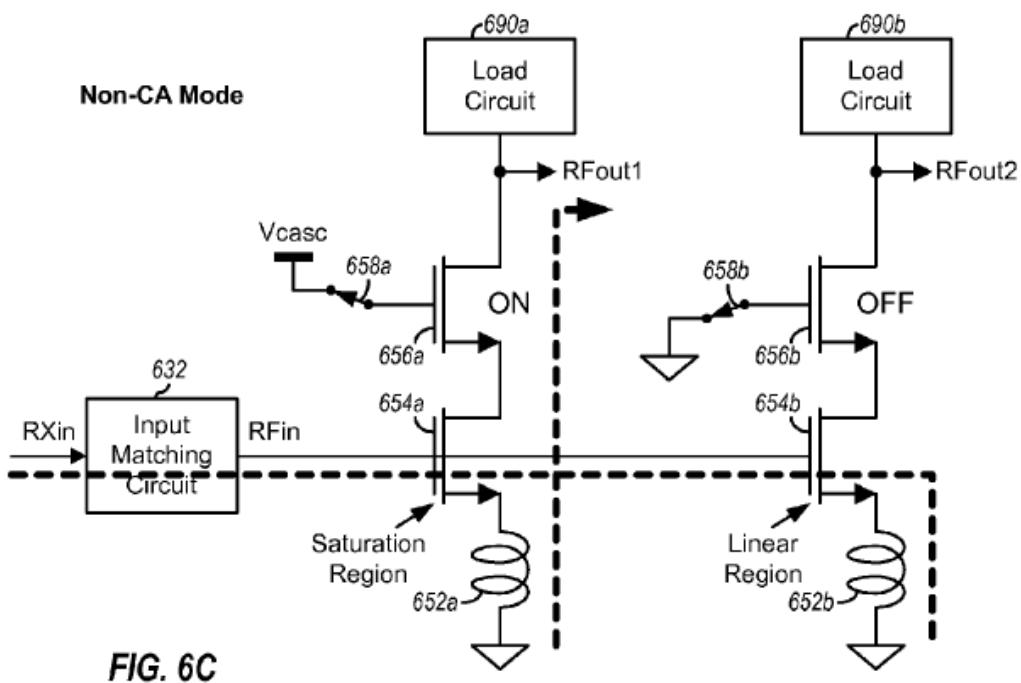 690a
690b
Non-CA Mode
Load
Circuit
Load
Circuit
RFout1
RFout2
Vcasc
658a
ON
656a
658b
OFF
656b
632
654a
654b
RXin
Input
Matching
Circuit
RFin
Saturation
Region
652a
Linear
Region
652b
FIG. 6C